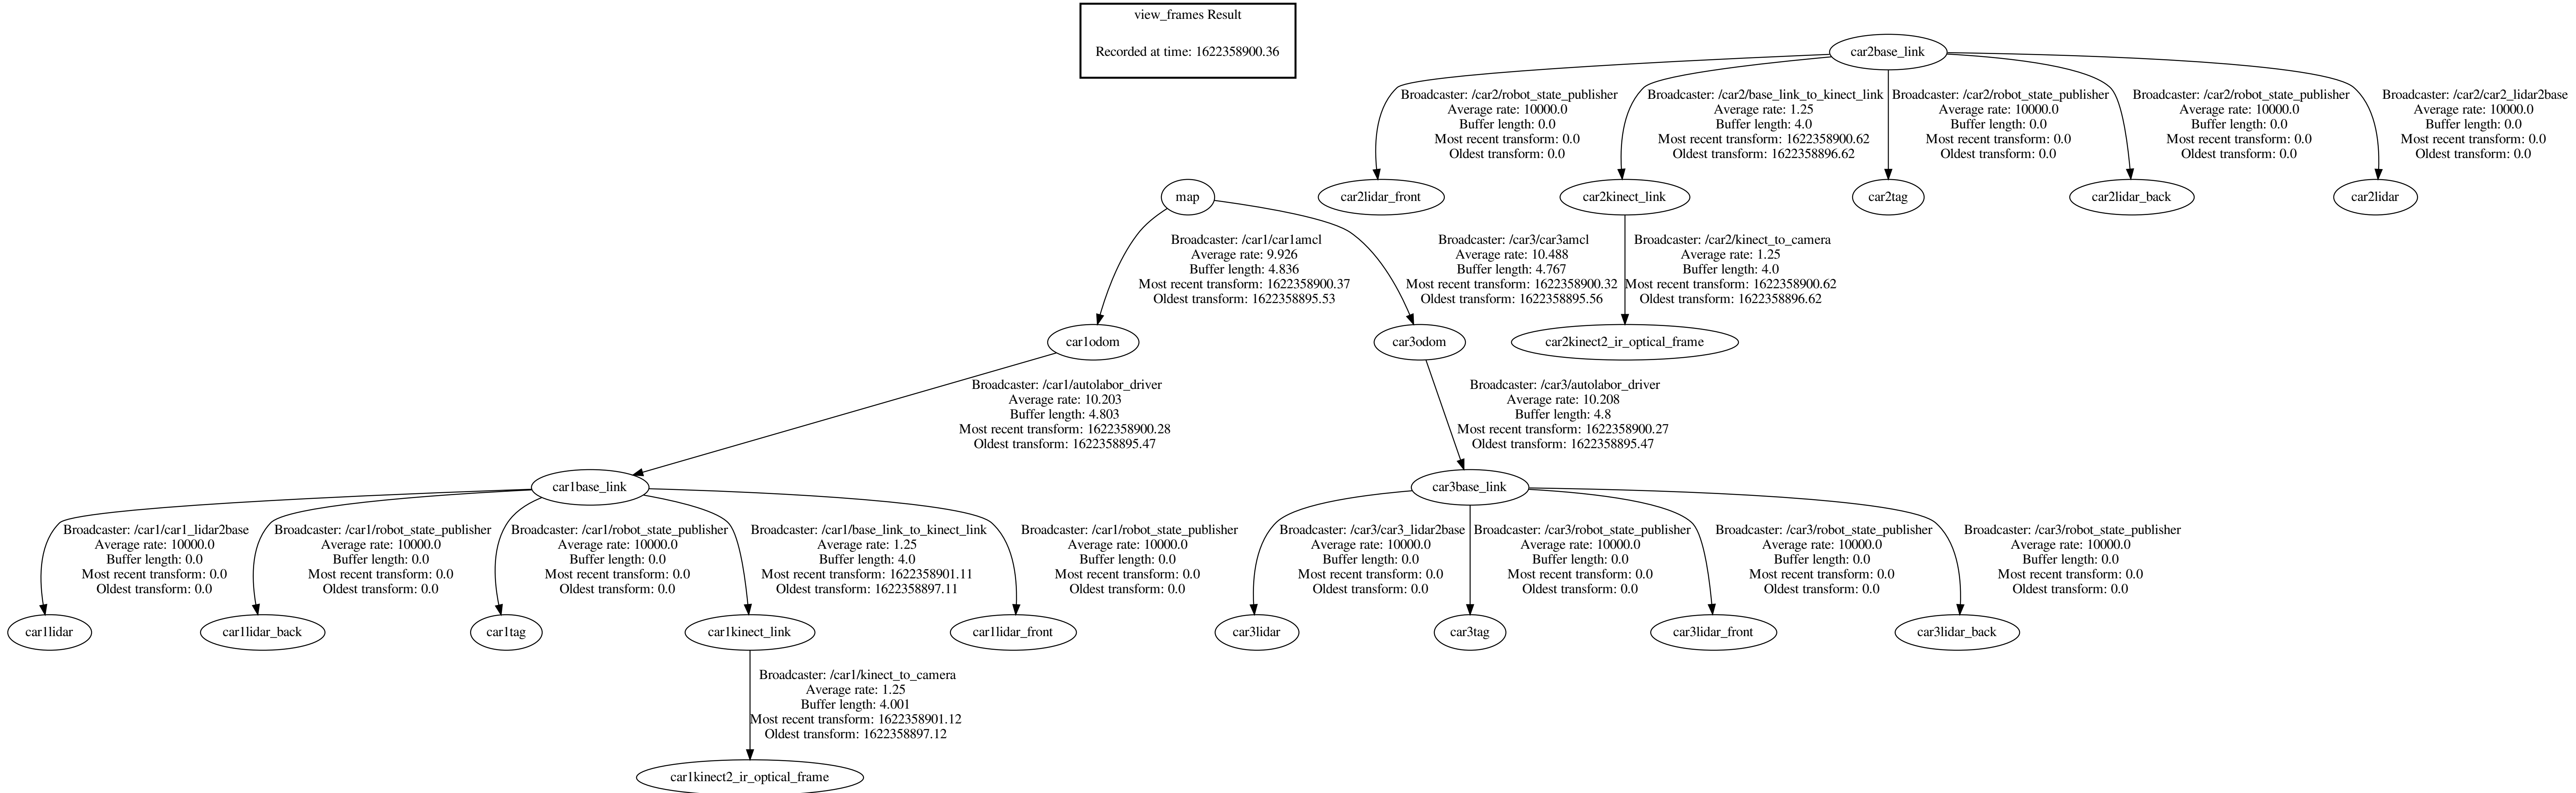 view_frames Result
Recorded at time: 1622358900.36
car2base_link
Broadcaster: /car2/robot_state_publisher
Average rate: 10000.0
Buffer length: 0.0
Most recent transform: 0.0
Oldest transform: 0.0
Broadcaster: /car2/base_link_to_kinect_link
Average rate: 1.25
Buffer length: 4.0
Most recent transform: 1622358900.62
Oldest transform: 1622358896.62
Broadcaster: /car2/robot_state_publisher
Average rate: 10000.0
Buffer length: 0.0
Most recent transform: 0.0
Oldest transform: 0.0
Broadcaster: /car2/robot_state_publisher
Average rate: 10000.0
Buffer length: 0.0
Most recent transform: 0.0
Oldest transform: 0.0
Broadcaster: /car2/car2_lidar2base
Average rate: 10000.0
Buffer length: 0.0
Most recent transform: 0.0
Oldest transform: 0.0
map
car2lidar_front
car2kinect_link
car2tag
car2lidar_back
car2lidar
Broadcaster: /car1/car1amcl
Average rate: 9.926
Buffer length: 4.836
Most recent transform: 1622358900.37
Oldest transform: 1622358895.53
Broadcaster: /car3/car3amcl
Average rate: 10.488
Buffer length: 4.767
Most recent transform: 1622358900.32
Oldest transform: 1622358895.56
Broadcaster: /car2/kinect_to_camera
Average rate: 1.25
Buffer length: 4.0
Most recent transform: 1622358900.62
Oldest transform: 1622358896.62
car1odom
car3odom
car2kinect2_ir_optical_frame
Broadcaster: /car1/autolabor_driver
Average rate: 10.203
Buffer length: 4.803
Most recent transform: 1622358900.28
Oldest transform: 1622358895.47
Broadcaster: /car3/autolabor_driver
Average rate: 10.208
Buffer length: 4.8
Most recent transform: 1622358900.27
Oldest transform: 1622358895.47
car1base_link
car3base_link
Broadcaster: /car1/car1_lidar2base
Average rate: 10000.0
Buffer length: 0.0
Most recent transform: 0.0
Oldest transform: 0.0
Broadcaster: /car1/robot_state_publisher
Average rate: 10000.0
Buffer length: 0.0
Most recent transform: 0.0
Oldest transform: 0.0
Broadcaster: /car1/robot_state_publisher
Average rate: 10000.0
Buffer length: 0.0
Most recent transform: 0.0
Oldest transform: 0.0
Broadcaster: /car1/base_link_to_kinect_link
Average rate: 1.25
Buffer length: 4.0
Most recent transform: 1622358901.11
Oldest transform: 1622358897.11
Broadcaster: /car1/robot_state_publisher
Average rate: 10000.0
Buffer length: 0.0
Most recent transform: 0.0
Oldest transform: 0.0
Broadcaster: /car3/car3_lidar2base
Average rate: 10000.0
Buffer length: 0.0
Most recent transform: 0.0
Oldest transform: 0.0
Broadcaster: /car3/robot_state_publisher
Average rate: 10000.0
Buffer length: 0.0
Most recent transform: 0.0
Oldest transform: 0.0
Broadcaster: /car3/robot_state_publisher
Average rate: 10000.0
Buffer length: 0.0
Most recent transform: 0.0
Oldest transform: 0.0
Broadcaster: /car3/robot_state_publisher
Average rate: 10000.0
Buffer length: 0.0
Most recent transform: 0.0
Oldest transform: 0.0
car1lidar
car1lidar_back
car1tag
car1kinect_link
car1lidar_front
car3lidar
car3tag
car3lidar_front
car3lidar_back
Broadcaster: /car1/kinect_to_camera
Average rate: 1.25
Buffer length: 4.001
Most recent transform: 1622358901.12
Oldest transform: 1622358897.12
car1kinect2_ir_optical_frame